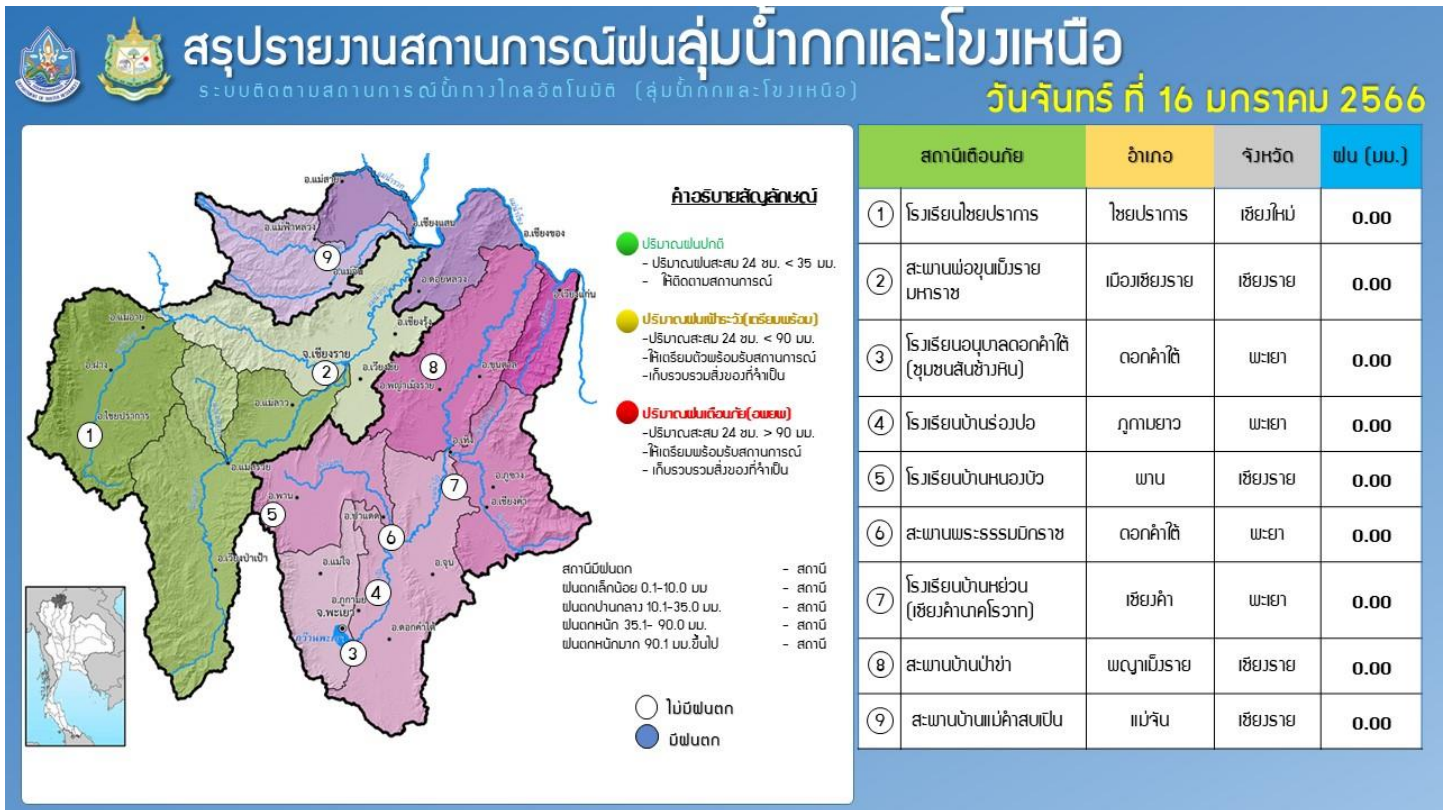 สรุปรายงานสถานการณ์ฝนลุ่มน้ำกกและโขงเหนือ
ระบบติดตามสถานการณ์น้ำทางไกลอัตโนมัติ (ลุ่มน้ำกกและโขงเหนือ)
วันจันทร์ ที่ 16 มกราคม 2566
อ.แม่สาย
อ.แม่ฟ้าหลวง
อ.เชียงแสน
อ.เชียงของ
9
อ.แม่จัน
อ.ดอยหลวง
อ.เวียงแก่น
อ.แม่อาย
อ.เชียงรุ้ง
จ.เชียงราย
อ.ฝาง
2
อ.เวียงชัย
8
อ.ขุนตาล
อ.พญาเม็งราย
อ.แม่ลาว
อ.ไชยปราการ
1
อ.เทิง
อ.แม่สรวย
7
อ.ภูซาง
อ.พาน
อ.เชียงคำ
5
อ.ป่าแดด
6
อ.เวียงป่าเป้า
อ.แม่ใจ
อ.จุน
4
อ.ภูกามยาว
จ.พะเยา
อ.ดอกคำใต้
กว๊านพะเยา
3
คำอธิบายสัญลักษณ์
ปริมาณฝนปกติ
- ปริมาณฝนสะสม 24 ชม. < 35 มม.
- ให้ติดตามสถานการณ์
ปริมาณฝนเฝ้าระวัง(เตรียมพร้อม)
-ปริมาณสะสม 24 ชม. < 90 มม.
-ให้เตรียมตัวพร้อมรับสถานการณ์
-เก็บรวบรวมสิ่งของที่จำเป็น
ปริมาณฝนเตือนภัย(อพยพ)
-ปริมาณสะสม 24 ชม. > 90 มม.
-ให้เตรียมพร้อมรับสถานการณ์
- เก็บรวบรวมสิ่งของที่จำเป็น
สถานีมีฝนตก - สถานี
ฝนตกเล็กน้อย 0.1-10.0 มม - สถานี
ฝนตกปานกลาง 10.1-35.0 มม. - สถานี
ฝนตกหนัก 35.1- 90.0 มม. - สถานี
ฝนตกหนักมาก 90.1 มม.ขึ้นไป - สถานี
ไม่มีฝนตก
มีฝนตก
สถานีเตือนภัย อำเภอ จังหวัด ฝน (มม.)
1 โรงเรียนไชยปราการ ไชยปราการ เชียงใหม่ 0.00
2 สะพานพ่อขุนเม็งราย
มหาราช เมืองเชียงราย เชียงราย 0.00
3 โรงเรียนอนุบาลดอกคำใต้
(ชุมชนสันช้างหิน) ดอกคำใต้ พะเยา 0.00
4 โรงเรียนบ้านร่องปอ ภูกามยาว พะเยา 0.00
5 โรงเรียนบ้านหนองบัว พาน เชียงราย 0.00
6 สะพานพระธรรมมิกราช ดอกคำใต้ พะยา 0.00
7 โรงเรียนบ้านหย่วน
(เชียงคำนาคโรวาท) เชียงคำ พะเยา 0.00
8 สะพานบ้านป่าข่า พญาเม็งราย เชียงราย 0.00
9 สะพานบ้านแม่คำสบเปิน แม่จัน เชียงราย 0.00